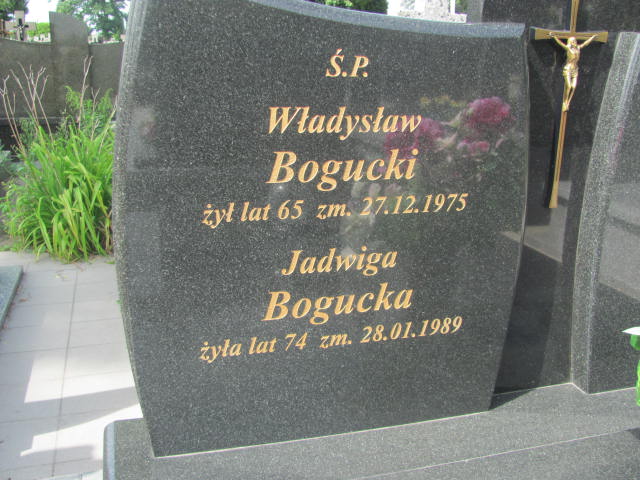 Ś.P.
Władysław
Bogucki
żył lat 65 zm. 27.12.1975
Jadwiga
Bogucka
żyła lat 74 zm. 28.01.1989